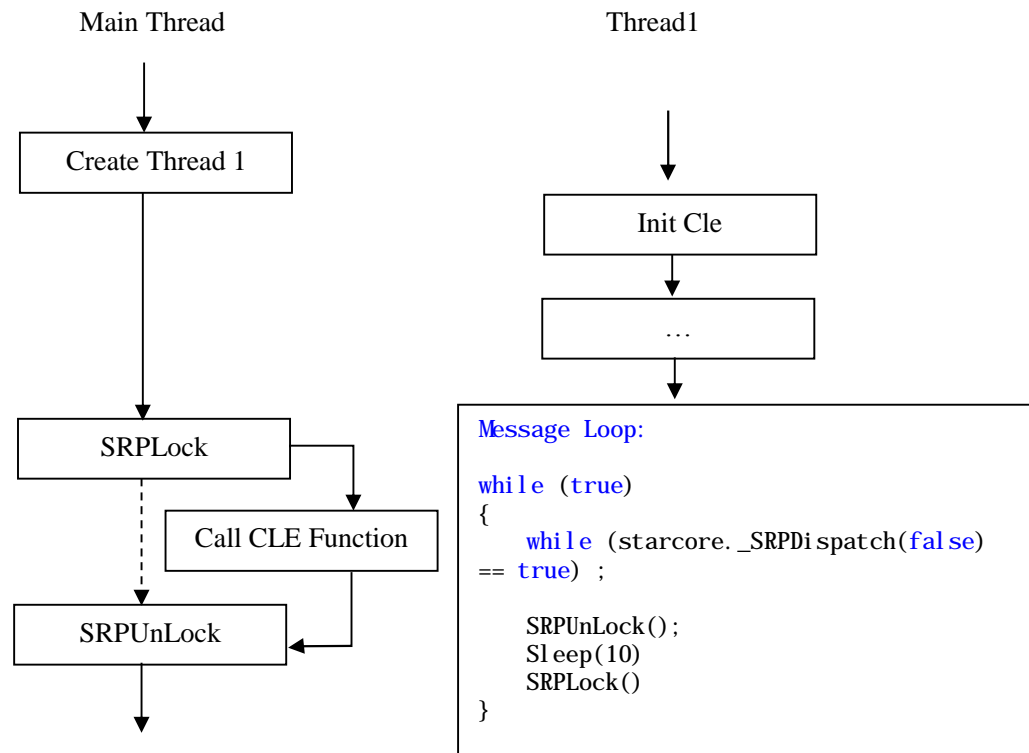 Main Thread
Thread1
Create Thread 1
Init Cle
...
SRPLock
Call CLE Function
SRPUnLock
Message Loop:
while (true)
{
while (starcore._SRPDispatch(false)
== true) ;
SRPUnLock();
Sleep(10)
SRPLock()
}